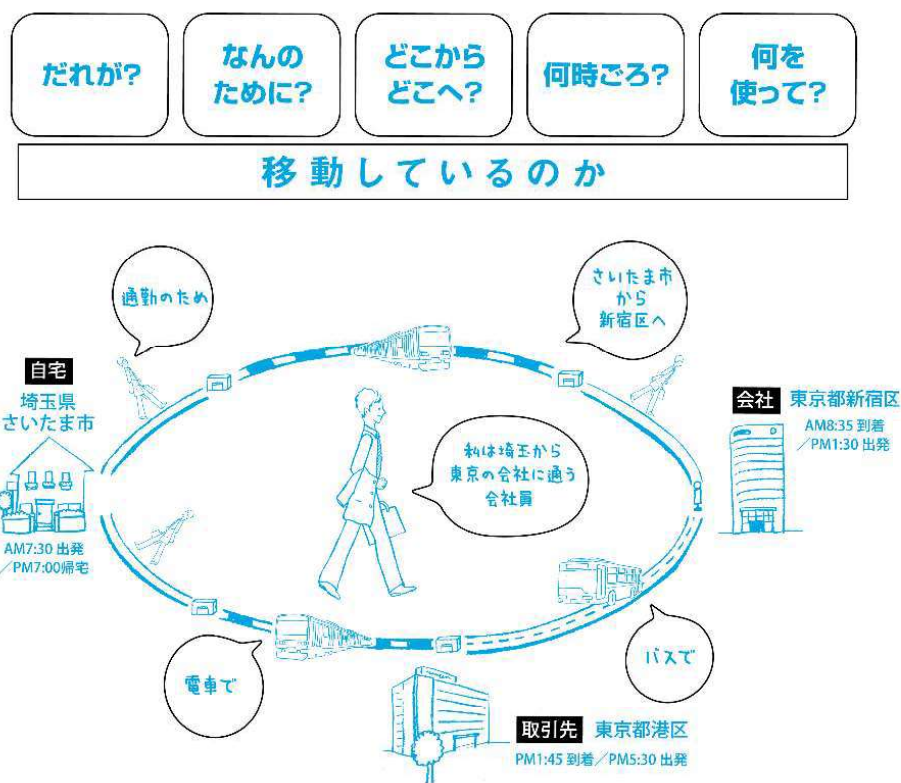 だれが?
なんの
ために?
どこから
どこへ?
何時ごろ?
何を
使って?
移動しているのか
通勤のため
さいたま市
から
新宿区へ
自宅
埼玉県
さいたま市
AM7:30 出発
/PM7:00帰宅
会社 東京都新宿区
AM8:35 到着
/PM1:30 出発
私は埼玉から
東京の会社に通う
会社員
電車で
バスで
取引先 東京都港区
PM1:45 到着/PM5:30 出発